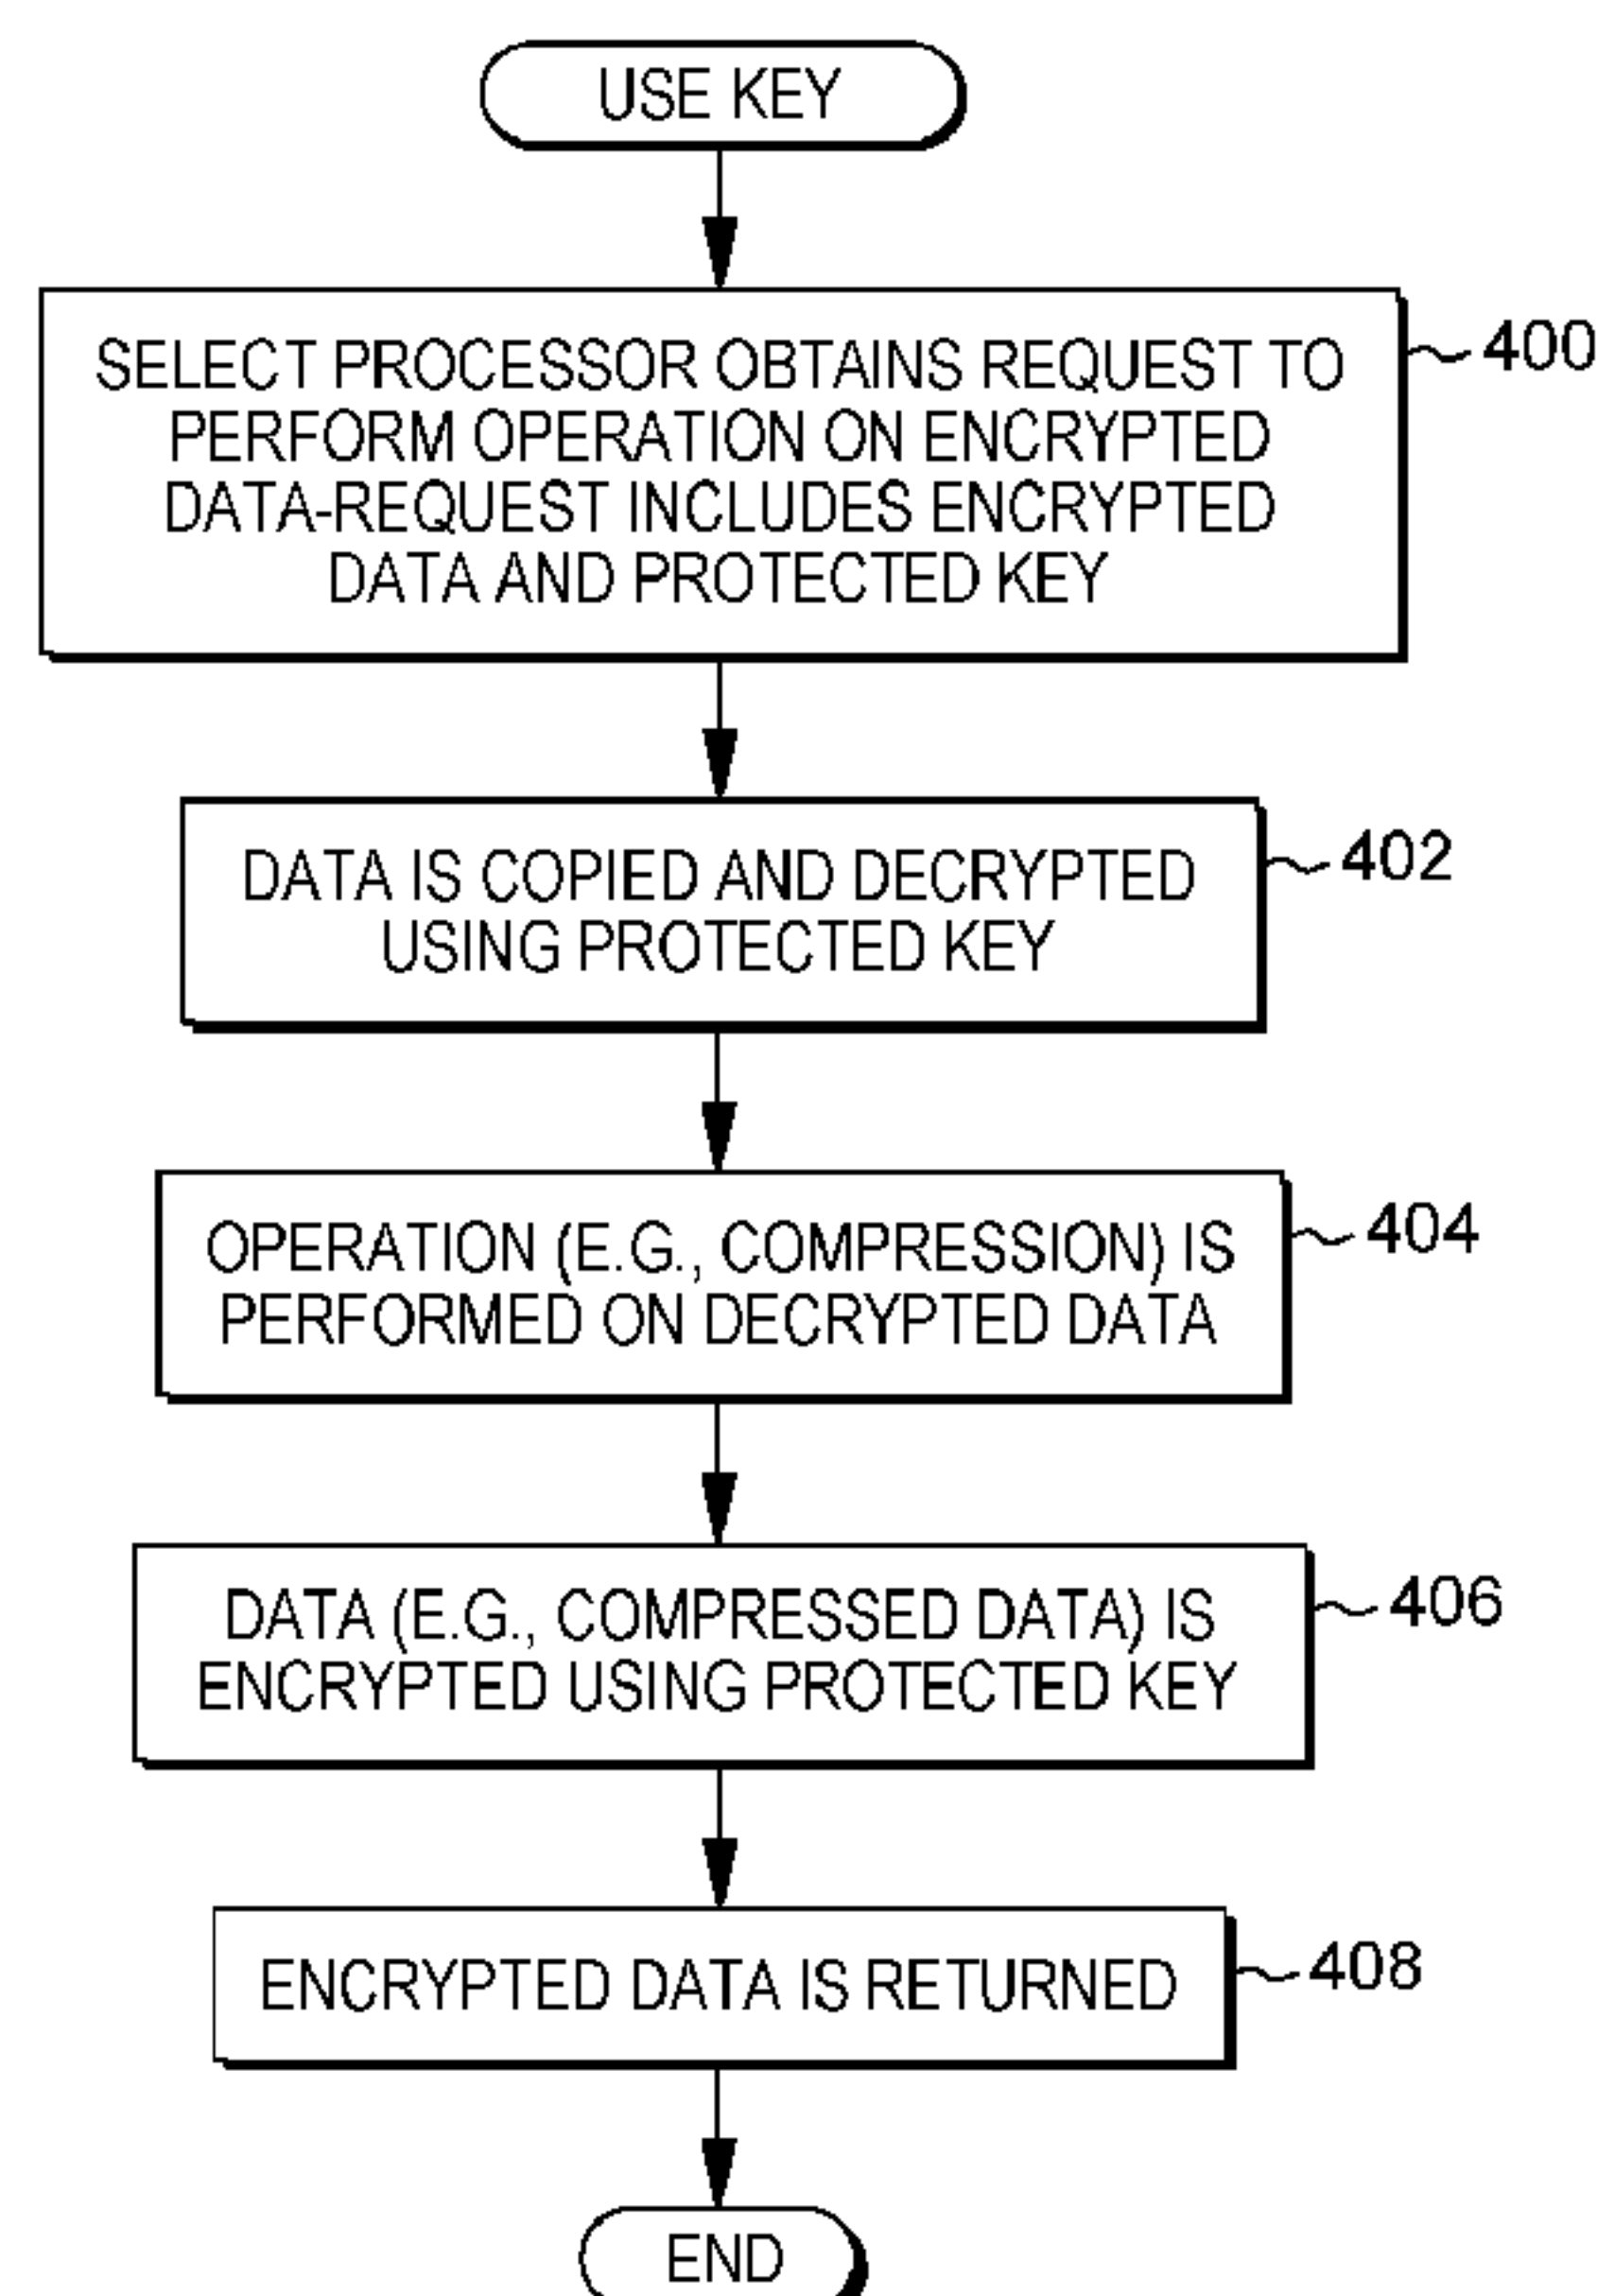 USE KEY
SELECT PROCESSOR OBTAINS REQUEST TO
PERFORM OPERATION ON ENCRYPTED
DATA-REQUEST INCLUDES ENCRYPTED
DATA AND PROTECTED KEY
400
DATA IS COPIED AND DECRYPTED
USING PROTECTED KEY
402
OPERATION (E.G., COMPRESSION) IS
PERFORMED ON DECRYPTED DATA
404
DATA (E.G., COMPRESSED DATA) IS
ENCRYPTED USING PROTECTED KEY
406
ENCRYPTED DATA IS RETURNED
408
END